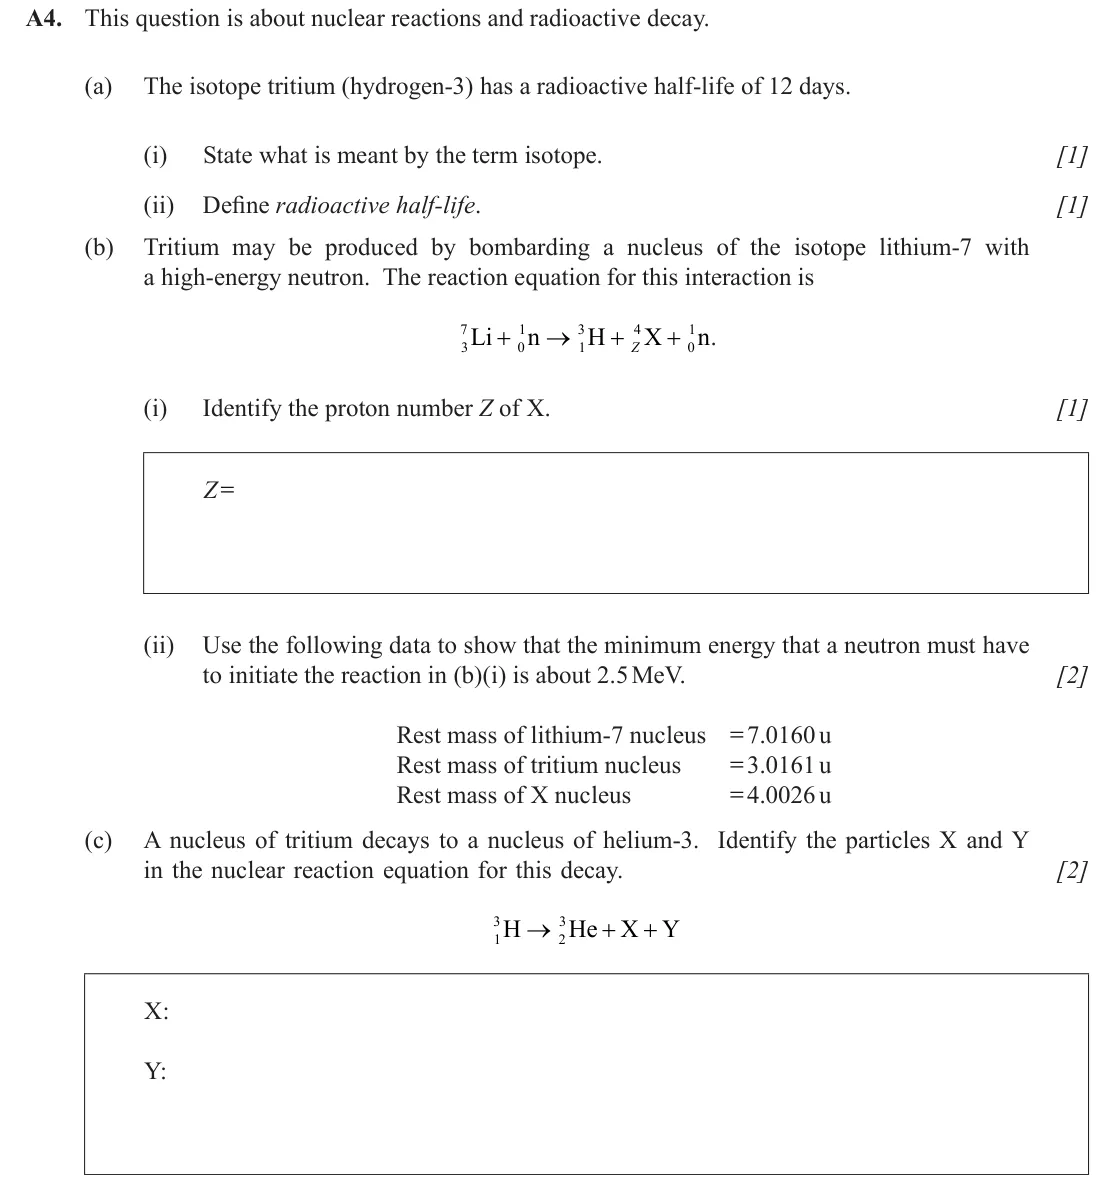 A4. This question is about nuclear reactions and radioactive decay.
(a) The isotope tritium (hydrogen-3) has a radioactive half-life of 12 days.
(i) State what is meant by the term isotope. [1]
(ii) Define radioactive half-life. [1]
(b) Tritium may be produced by bombarding a nucleus of the isotope lithium-7 with
a high-energy neutron. The reaction equation for this interaction is
⁷₃Li + ¹₀n → ³₁H + ⁴_Z X + ¹₀n.
(i) Identify the proton number Z of X. [1]
Z=
(ii) Use the following data to show that the minimum energy that a neutron must have
to initiate the reaction in (b)(i) is about 2.5 MeV. [2]
Rest mass of lithium-7 nucleus = 7.0160 u
Rest mass of tritium nucleus = 3.0161 u
Rest mass of X nucleus = 4.0026 u
(c) A nucleus of tritium decays to a nucleus of helium-3. Identify the particles X and Y
in the nuclear reaction equation for this decay. [2]
³₁H → ³₂He + X + Y
X:
Y: